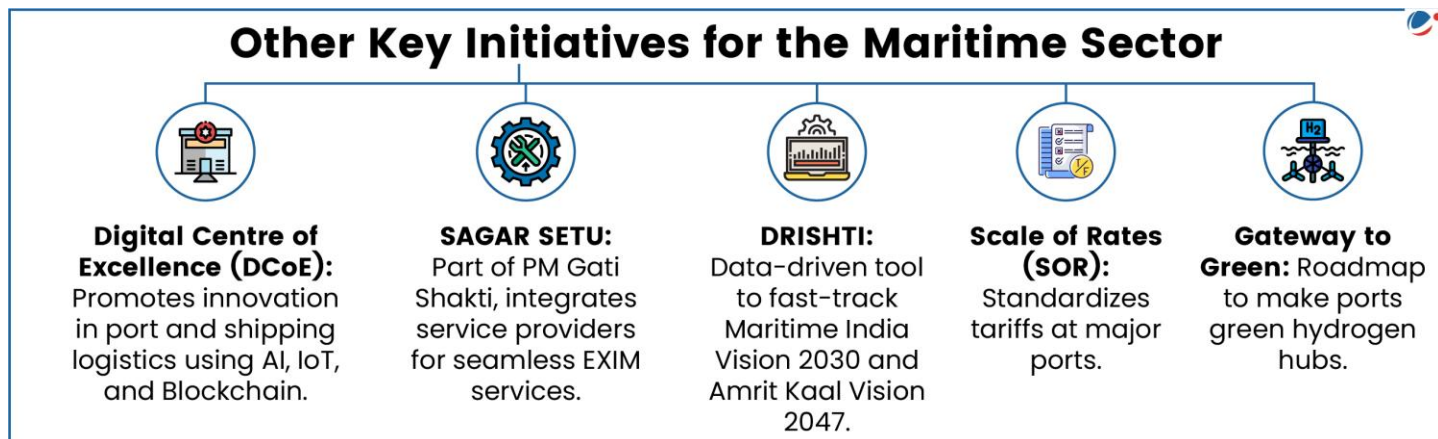 Other Key Initiatives for the Maritime Sector
Digital Centre of
Excellence (DCoE):
Promotes innovation
in port and shipping
logistics using AI, IoT,
and Blockchain.
SAGAR SETU:
Part of PM Gati
Shakti, integrates
service providers
for seamless EXIM
services.
DRISHTI:
Data-driven tool
to fast-track
Maritime India
Vision 2030 and
Amrit Kaal Vision
2047.
T/F
Scale of Rates
(SOR):
Standardizes
tariffs at major
ports.
H2
Gateway to
Green: Roadmap
to make ports
green hydrogen
hubs.